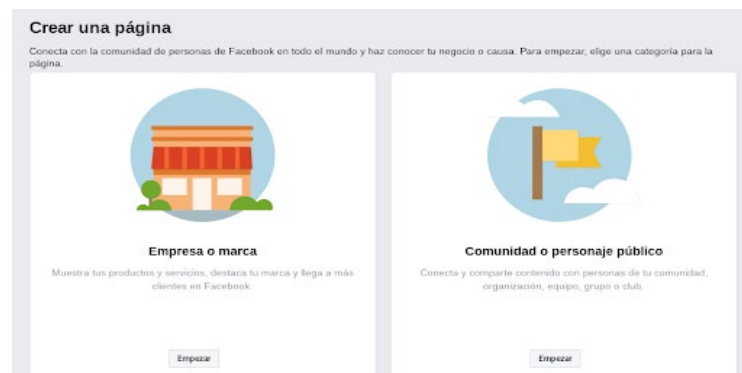 Crear una página
Conecta con la comunidad de personas de Facebook en todo el mundo y haz conocer tu negocio o causa. Para empezar, elige una categoría para la
página.
Empresa o marca
Muestra tus productos y servicios, destaca tu marca y llega a más
clientes en Facebook.
Empezar
Comunidad o personaje público
Conecta y comparte contenido con personas de tu comunidad,
organización, equipo, grupo o club.
Empezar